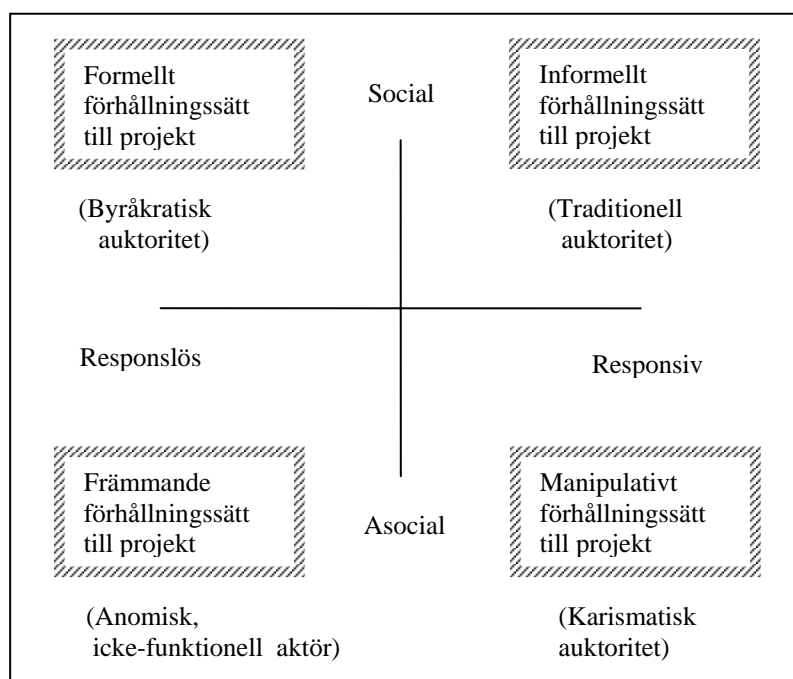 Formellt
förhållningssätt
till projekt
Social
Informellt
förhållningssätt
till projekt
(Byråkratisk
auktoritet)
(Traditionell
auktoritet)
Responslös
Responsiv
Främmande
förhållningssätt
till projekt
Asocial
Manipulativt
förhållningssätt
till projekt
(Anomisk,
icke-funktionell aktör)
(Karismatisk
auktoritet)